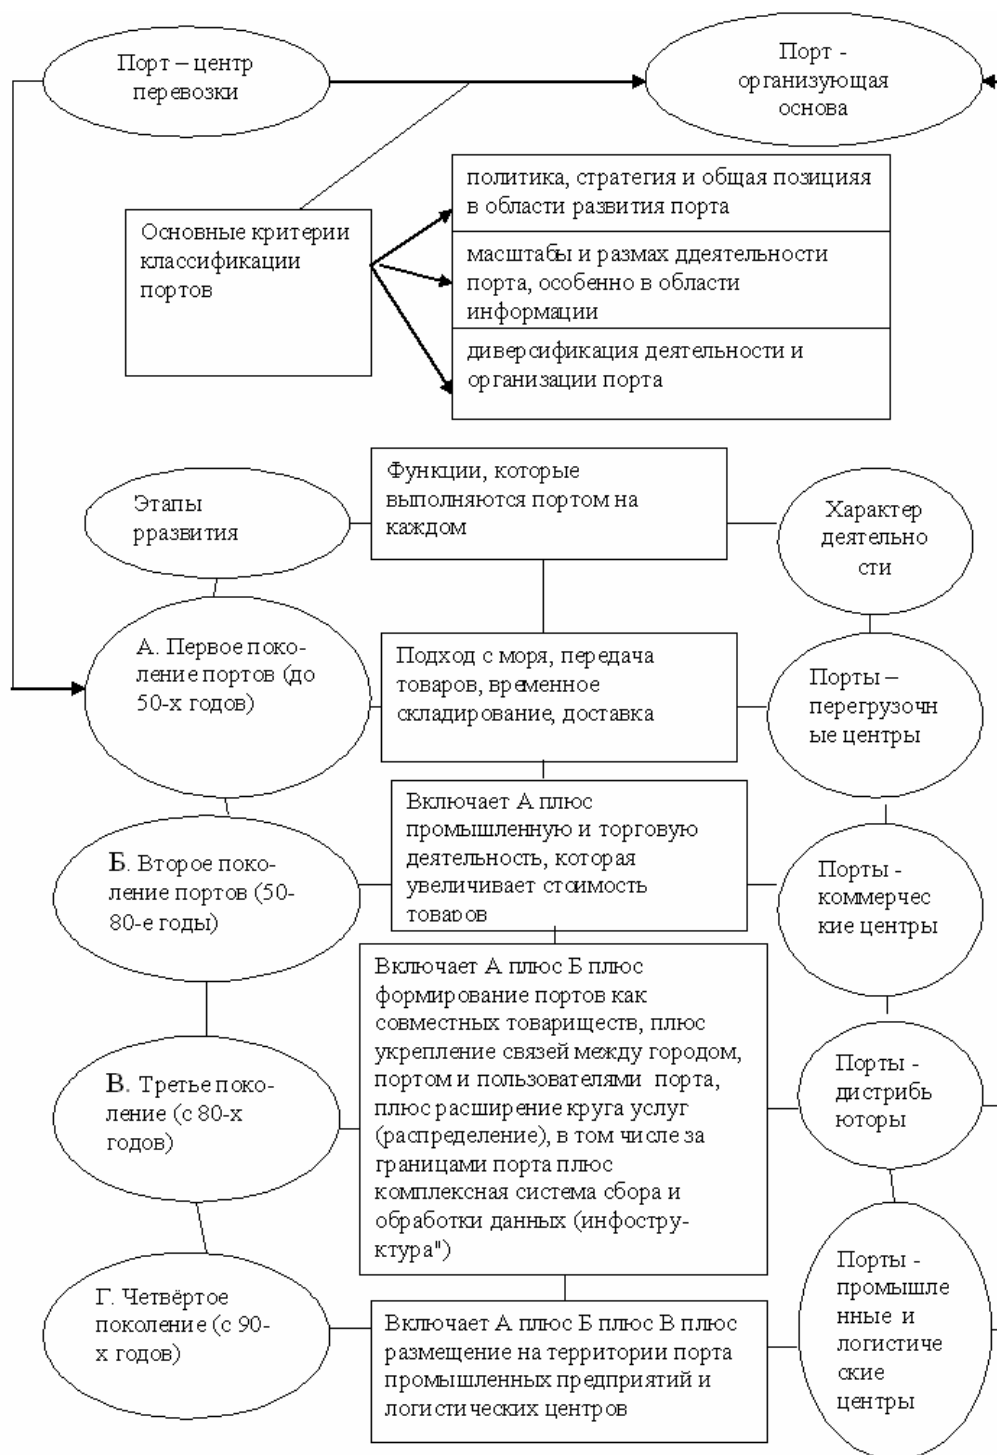 Порт – центр
перевозки
Порт -
организующая
основа
политика, стратегия и общая позицияя
в области развития порта
Основные критерии
классификации
портов
масштабы и размах ддеятельности
порта, особенно в области
информации
диверсификация деятельности и
организации порта
Этапы
рразвития
Функции, которые
выполняются портом на
каждом
Характер
деятельно
сти
А. Первое поко-
ление портов (до
50-х годов)
Подход с моря, передача
товаров, временное
складирование, доставка
Порты –
перегрузочн
ые центры
Б. Второе поко-
ление портов (50-
80-е годы)
Включает А плюс
промышленную и торговую
деятельность, которая
увеличивает стоимость
товаров
Порты -
коммерчес
кие центры
В. Третье поко-
ление (с 80-х
годов)
Включает А плюс Б плюс
формирование портов как
совместных товариществ, плюс
укрепление связей между городом,
портом и пользователями порта,
плюс расширение круга услуг
(распределение), в том числе за
границами порта плюс
комплексная система сбора и
обработки данных (инфостру-
ктура")
Порты -
дистрибь
юторы
Г. Четвёртое
поколение (с 90-
х годов)
Включает А плюс Б плюс В плюс
размещение на территории порта
промышленных предприятий и
логистических центров
Порты -
промышле
нные и
логистиче
ские
центры